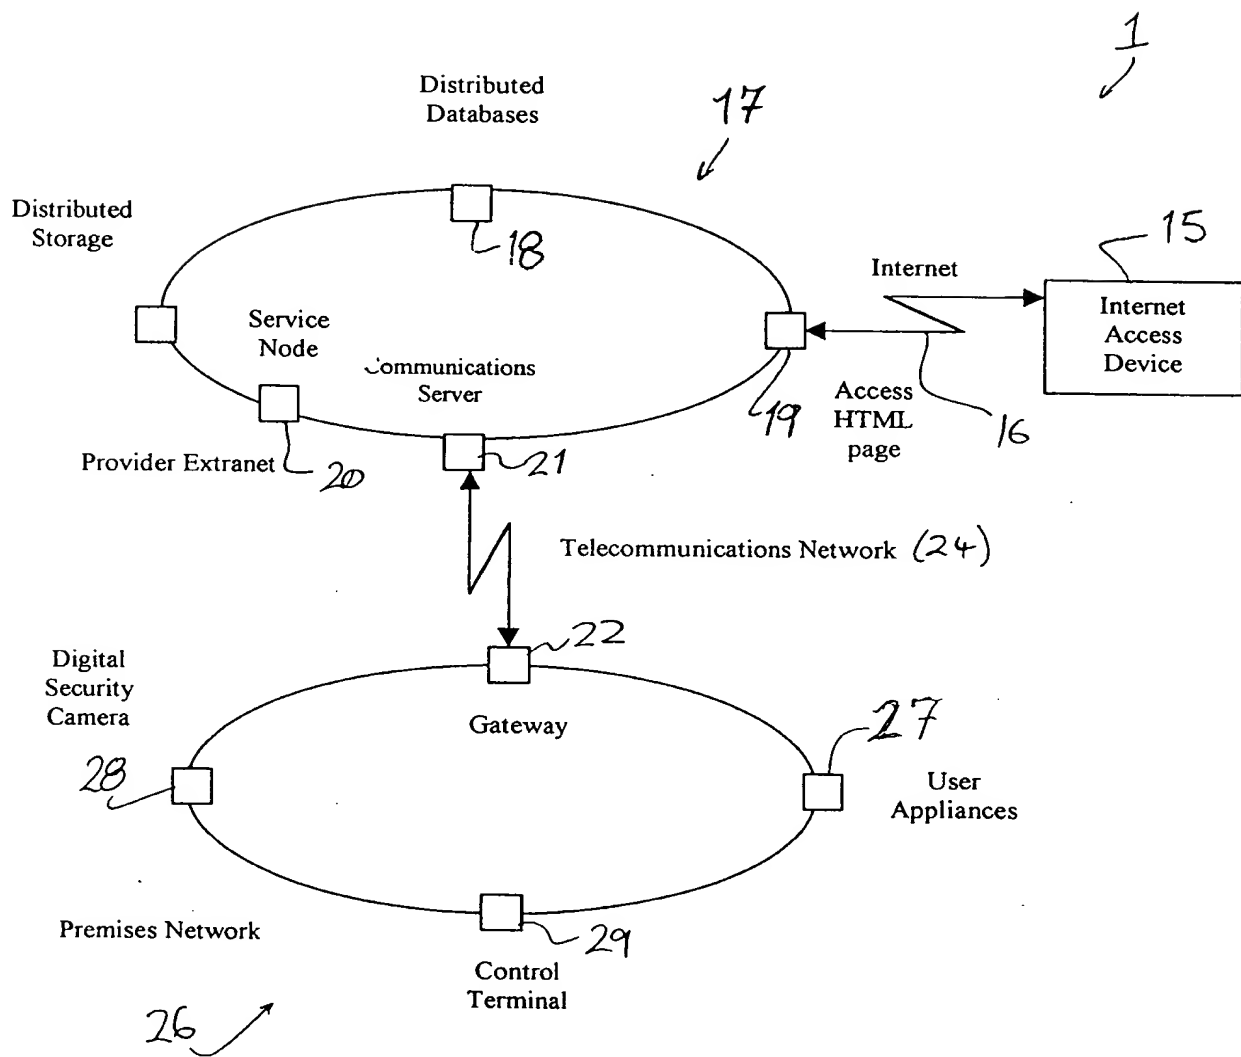 1
Distributed
Databases
17
Distributed
Storage
18
15
Internet
Internet
Access
Device
Service
Node
Communications
Server
19
Access
HTML
page
16
Provider Extranet
20
21
Telecommunications Network (24)
22
Digital
Security
Camera
Gateway
27
28
User
Appliances
Premises Network
29
Control
Terminal
26